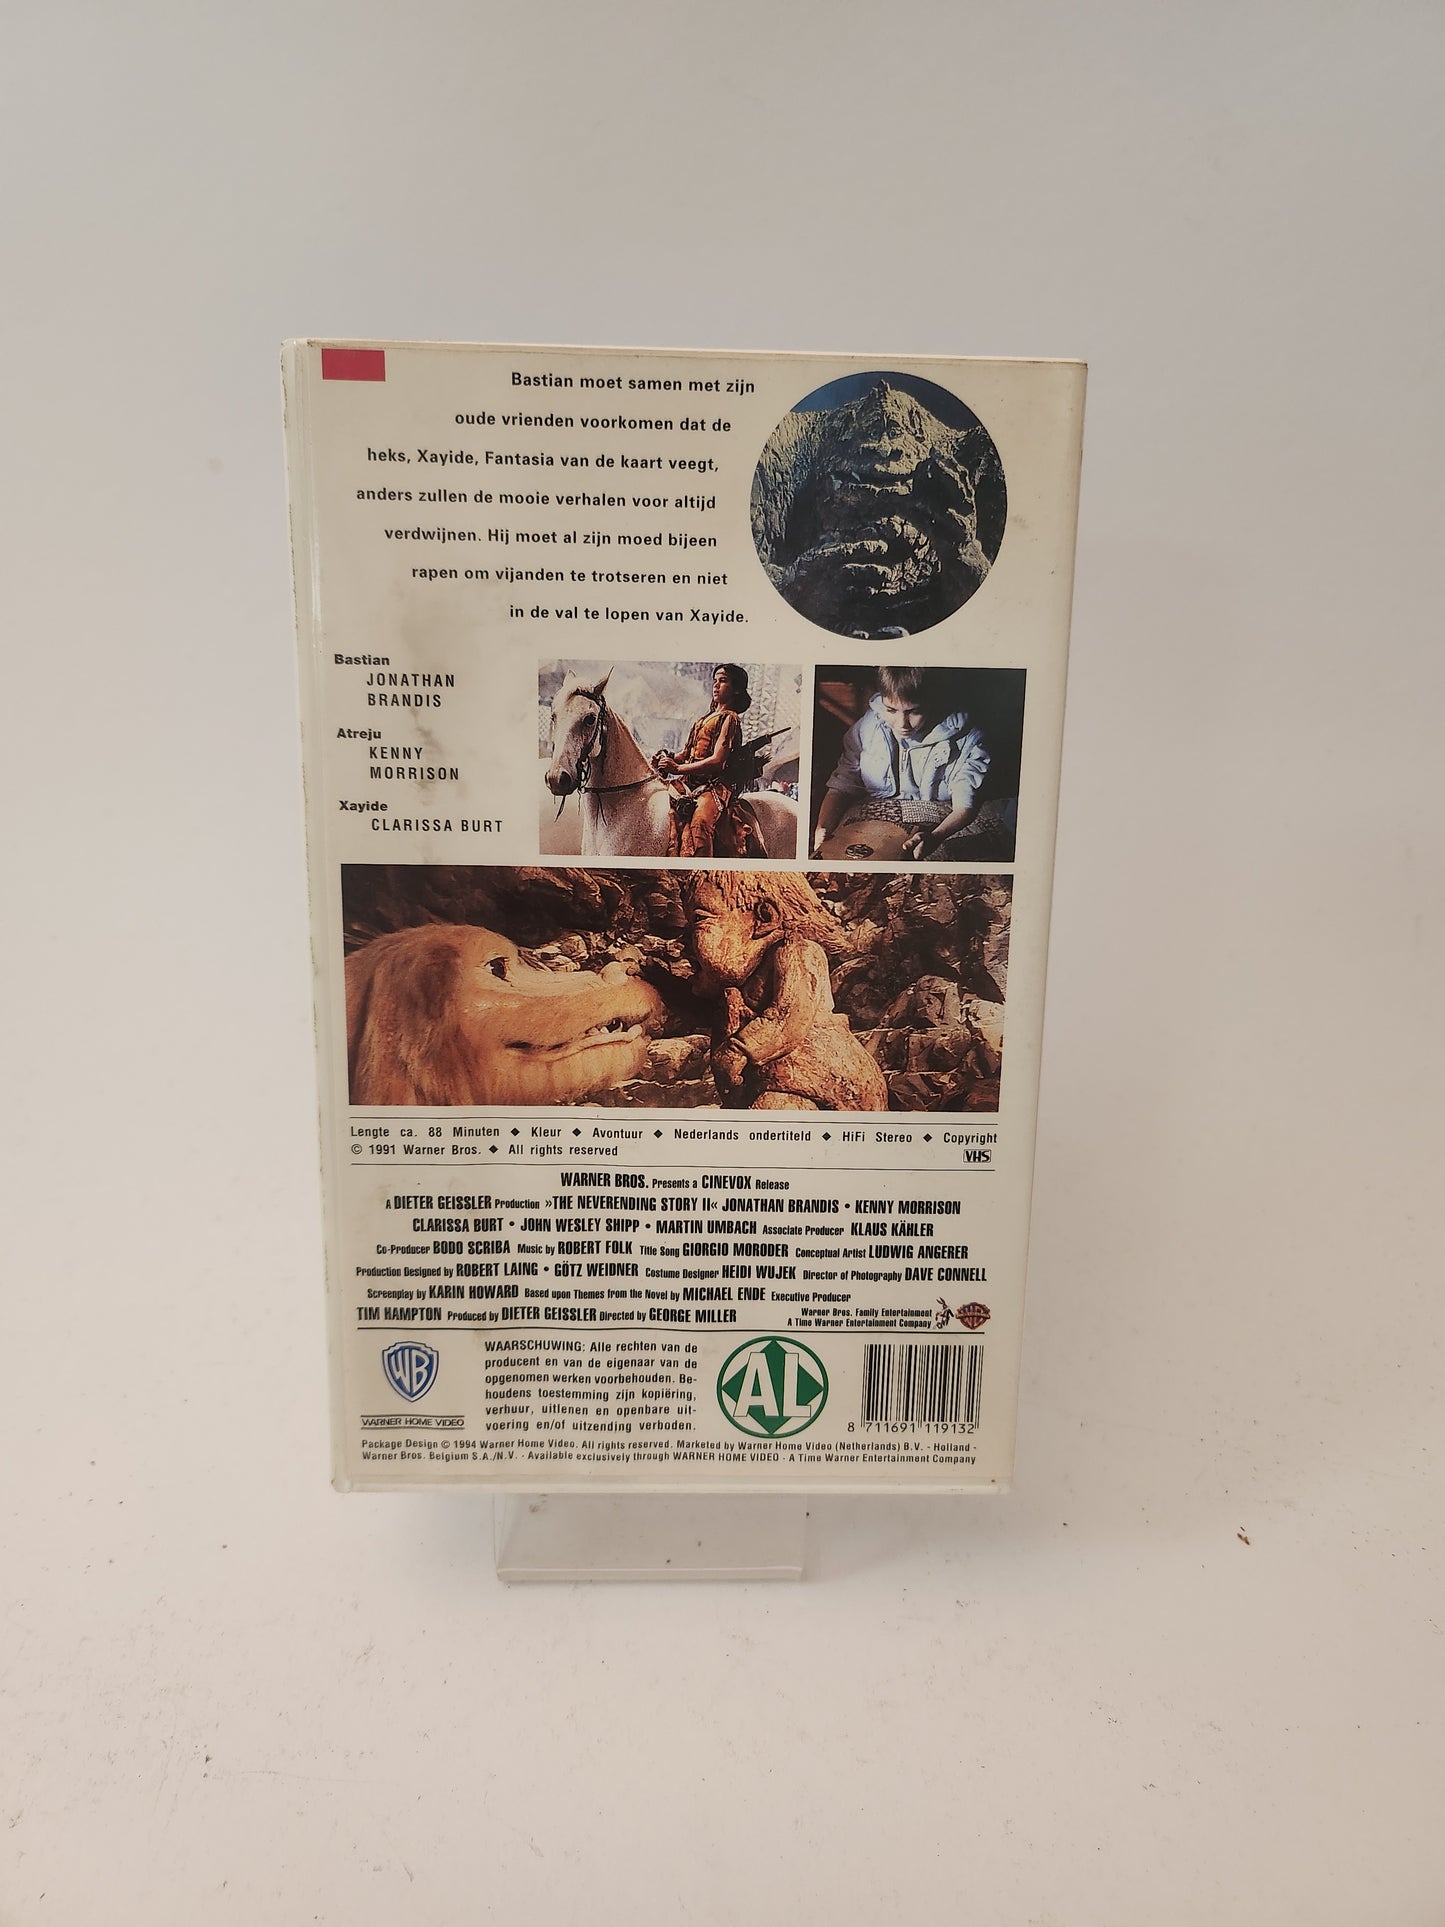 Bastian moet samen met zijn
oude vrienden voorkomen dat de
heks, Xayide, Fantasia van de kaart veegt,
anders zullen de mooie verhalen voor altijd
verdwijnen. Hij moet al zijn moed bijeen
rapen om vijanden te trotseren en niet
in de val te lopen van Xayide.
Bastian
JONATHAN
BRANDIS
Atreju
KENNY
MORRISON
Xayide
CLARISSA BURT
Lengte ca. 88 Minuten ◆ Kleur ◆ Avontuur ◆ Nederlands ondertiteld ◆ HiFi Stereo ◆ Copyright
© 1991 Warner Bros. ◆ All rights reserved
VHS
WARNER BROS. Presents a CINEVOX Release
A DIETER GEISSLER Production »THE NEVERENDING STORY II« JONATHAN BRANDIS • KENNY MORRISON
CLARISSA BURT • JOHN WESLEY SHIPP • MARTIN UMBACH Associate Producer KLAUS KÄHLER
Co-Producer BODO SCRIBA Music by ROBERT FOLK Title Song GIORGIO MORODER Conceptual Artist LUDWIG ANGERER
Production Designed by ROBERT LAING • GÖTZ WEIDNER Costume Designer HEIDI WUJEK Director of Photography DAVE CONNELL
Screenplay by KARIN HOWARD Based upon Themes from the Novel by MICHAEL ENDE Executive Producer
TIM HAMPTON Produced by DIETER GEISSLER Directed by GEORGE MILLER
Warner Bros. Family Entertainment
A Time Warner Entertainment Company
WB
WARNER HOME VIDEO
WAARSCHUWING: Alle rechten van de
producent en van de eigenaar van de
opgenomen werken voorbehouden. Be-
houdens toestemming zijn kopiëring,
verhuur, uitlenen en openbare uit-
voering en/of uitzending verboden.
AL
8 711691 119132
Package Design © 1994 Warner Home Video. All rights reserved. Marketed by Warner Home Video (Netherlands) B.V. - Holland -
Warner Bros. Belgium S.A./N.V. - Available exclusively through WARNER HOME VIDEO - A Time Warner Entertainment Company